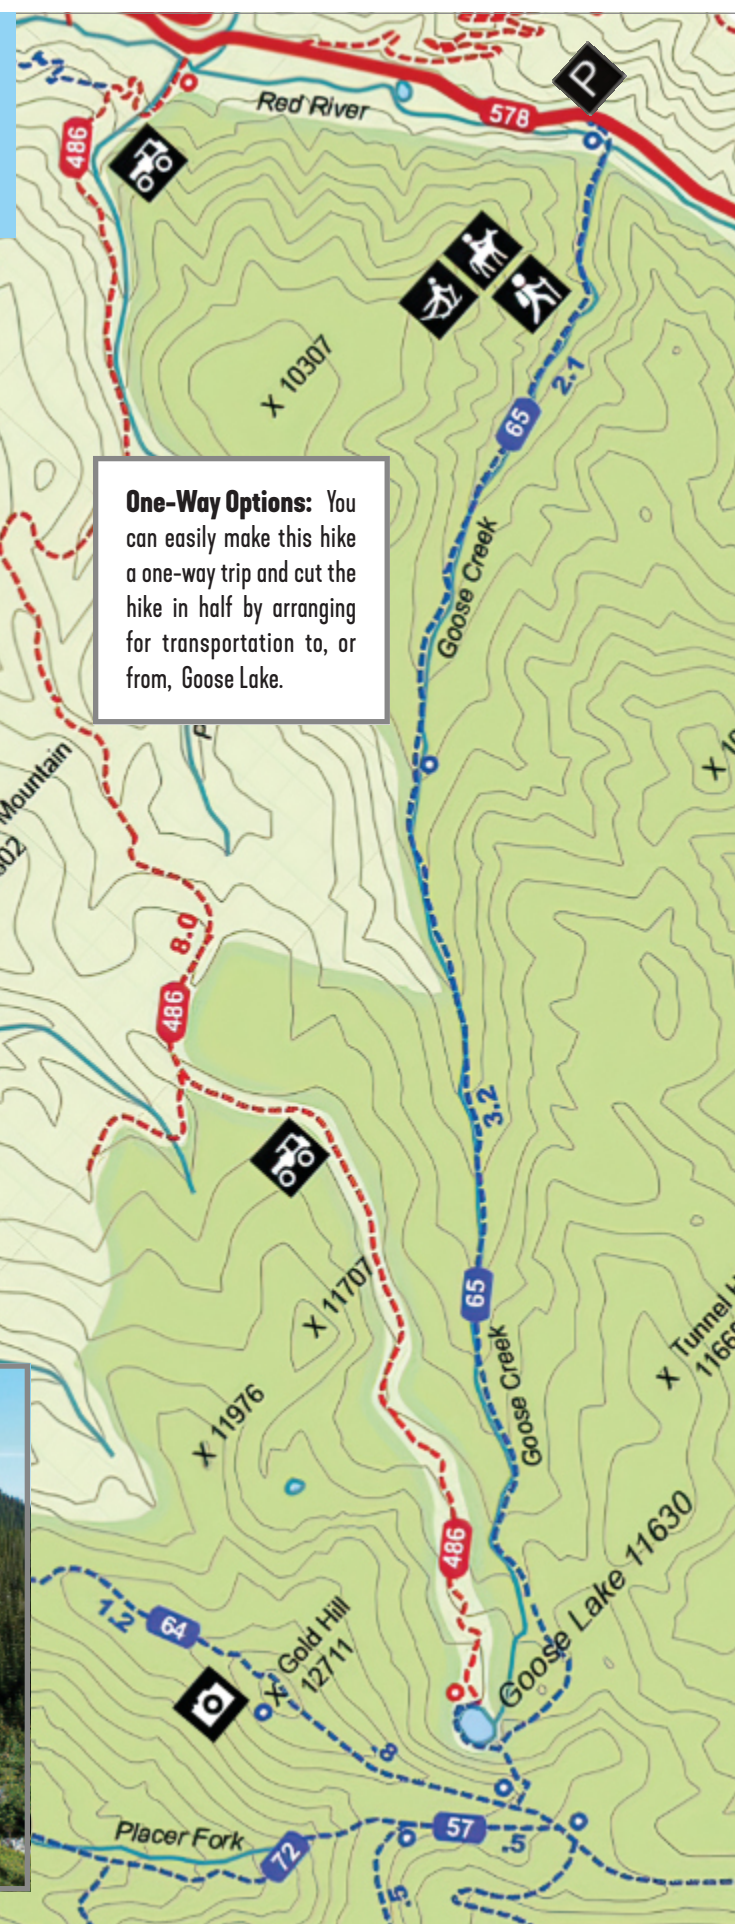 P
Red River
578
486
X 10307
2.1
65
One-Way Options: You
can easily make this hike
a one-way trip and cut the
hike in half by arranging
for transportation to, or
from, Goose Lake.
Goose Creek
Mountain
8.0
486
3.2
65
X 11707
Goose Creek
X Tunnel
X 11976
486
Goose Lake 11630
1.2
64
X Gold Hill
12711
.8
Placer Fork
72
57
.5
.5